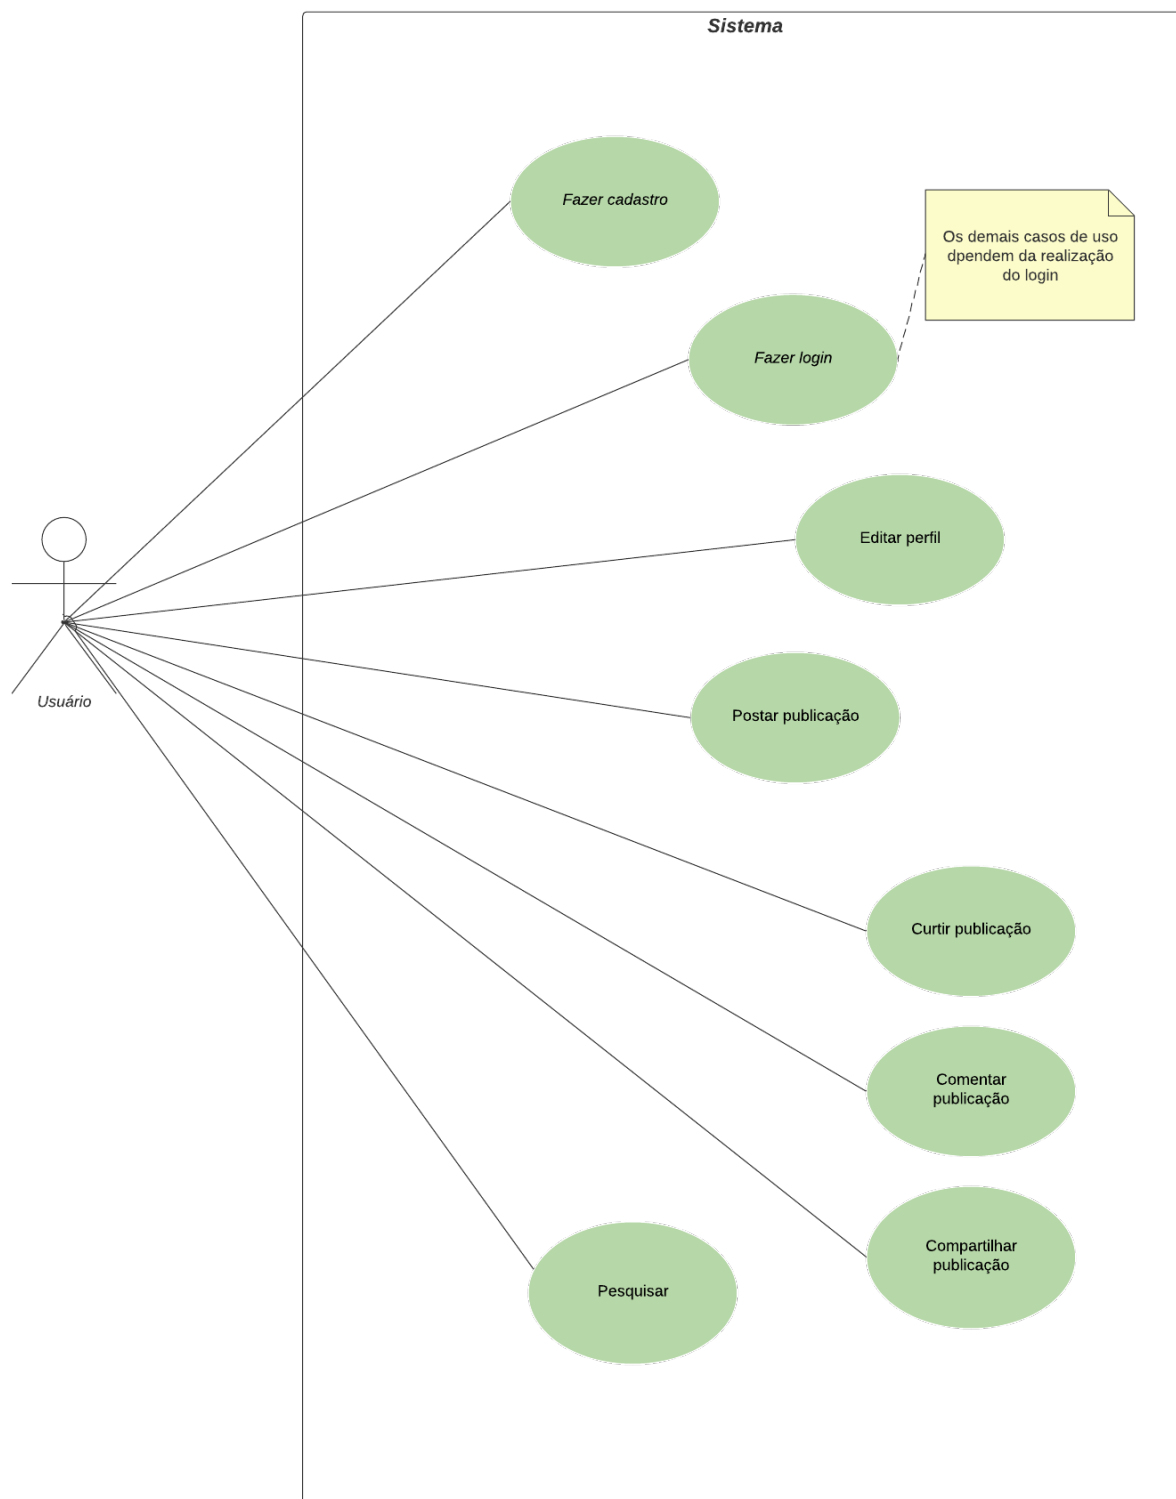 Sistema
Fazer cadastro
Os demais casos de uso
dpendem da realização
do login
Fazer login
Editar perfil
Usuário
Postar publicação
Curtir publicação
Comentar
publicação
Compartilhar
publicação
Pesquisar